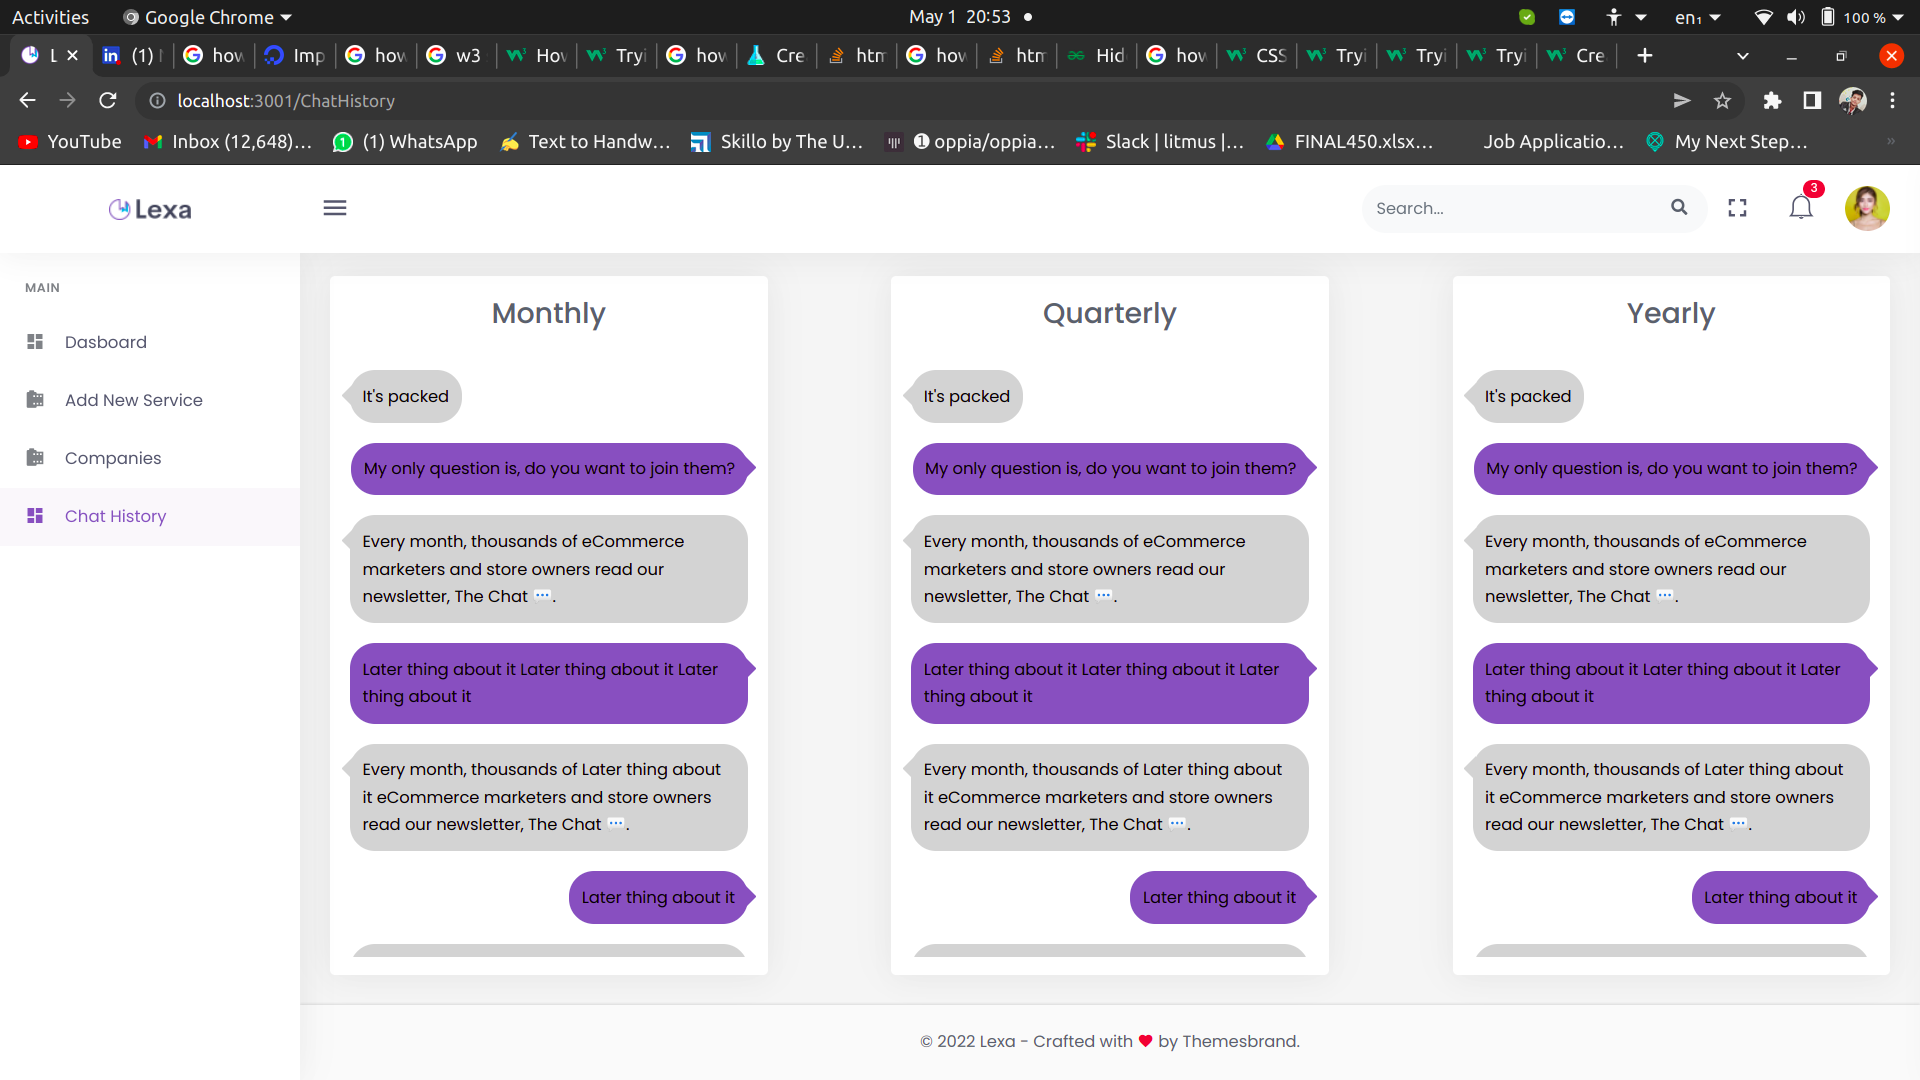 Activities
Google Chrome
May 1 20:53
en₁
100 %
L
(1)
how
Imp
how
w3
Hov
Tryi
how
Cre
htm
how
htm
Hid
how
CSS
Tryi
Tryi
Tryi
Cre
localhost:3001/ChatHistory
YouTube
Inbox (12,648)...
(1) WhatsApp
Text to Handw...
Skillo by The U...
➊ oppia/oppia...
Slack | litmus |...
FINAL450.xlsx...
Job Applicatio...
My Next Step...
»
Lexa
Search...
3
MAIN
Dasboard
Add New Service
Companies
Chat History
Monthly
It's packed
My only question is, do you want to join them?
Every month, thousands of eCommerce
marketers and store owners read our
newsletter, The Chat 💬.
Later thing about it Later thing about it Later
thing about it
Every month, thousands of Later thing about
it eCommerce marketers and store owners
read our newsletter, The Chat 💬.
Later thing about it
Quarterly
It's packed
My only question is, do you want to join them?
Every month, thousands of eCommerce
marketers and store owners read our
newsletter, The Chat 💬.
Later thing about it Later thing about it Later
thing about it
Every month, thousands of Later thing about
it eCommerce marketers and store owners
read our newsletter, The Chat 💬.
Later thing about it
Yearly
It's packed
My only question is, do you want to join them?
Every month, thousands of eCommerce
marketers and store owners read our
newsletter, The Chat 💬.
Later thing about it Later thing about it Later
thing about it
Every month, thousands of Later thing about
it eCommerce marketers and store owners
read our newsletter, The Chat 💬.
Later thing about it
© 2022 Lexa - Crafted with ❤ by Themesbrand.